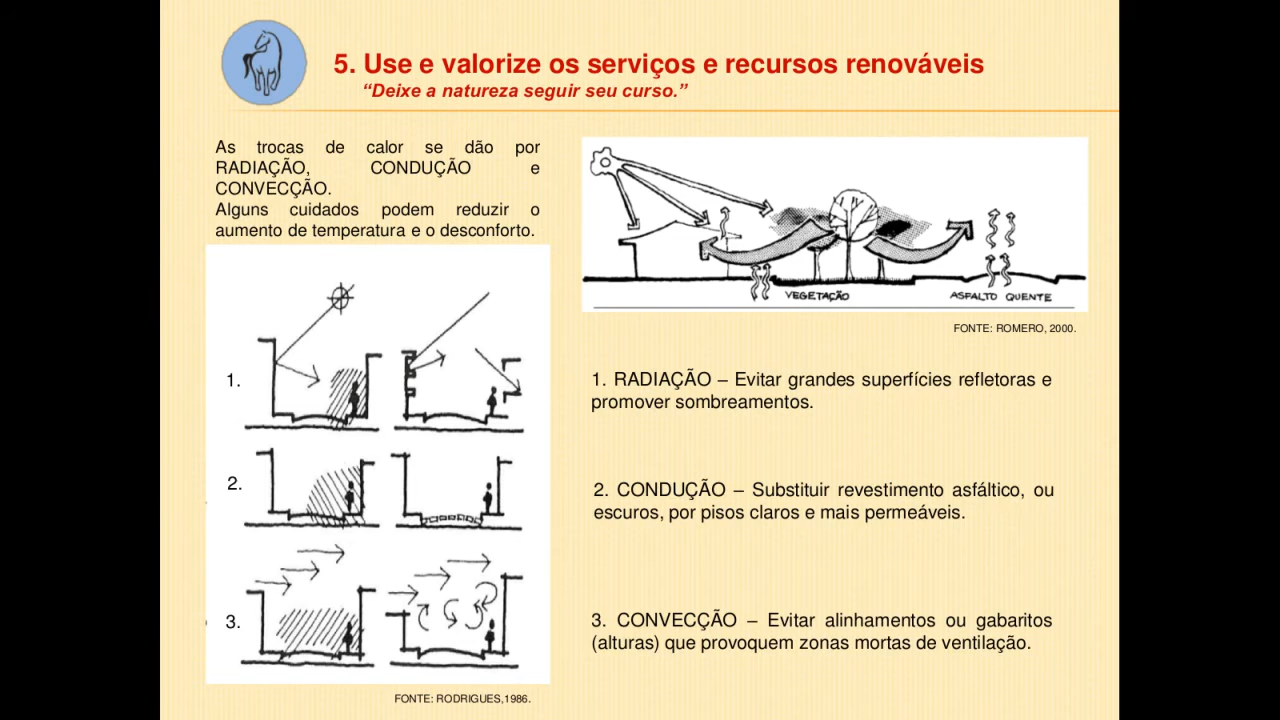 5. Use e valorize os serviços e recursos renováveis
“Deixe a natureza seguir seu curso.”
As trocas de calor se dão por
RADIAÇÃO, CONDUÇÃO e
CONVECÇÃO.
Alguns cuidados podem reduzir o
aumento de temperatura e o desconforto.
1.
2.
3.
FONTE: RODRIGUES,1986.
VEGETAÇÃO
ASFALTO QUENTE
FONTE: ROMERO, 2000.
1. RADIAÇÃO – Evitar grandes superfícies refletoras e
promover sombreamentos.
2. CONDUÇÃO – Substituir revestimento asfáltico, ou
escuros, por pisos claros e mais permeáveis.
3. CONVECÇÃO – Evitar alinhamentos ou gabaritos
(alturas) que provoquem zonas mortas de ventilação.